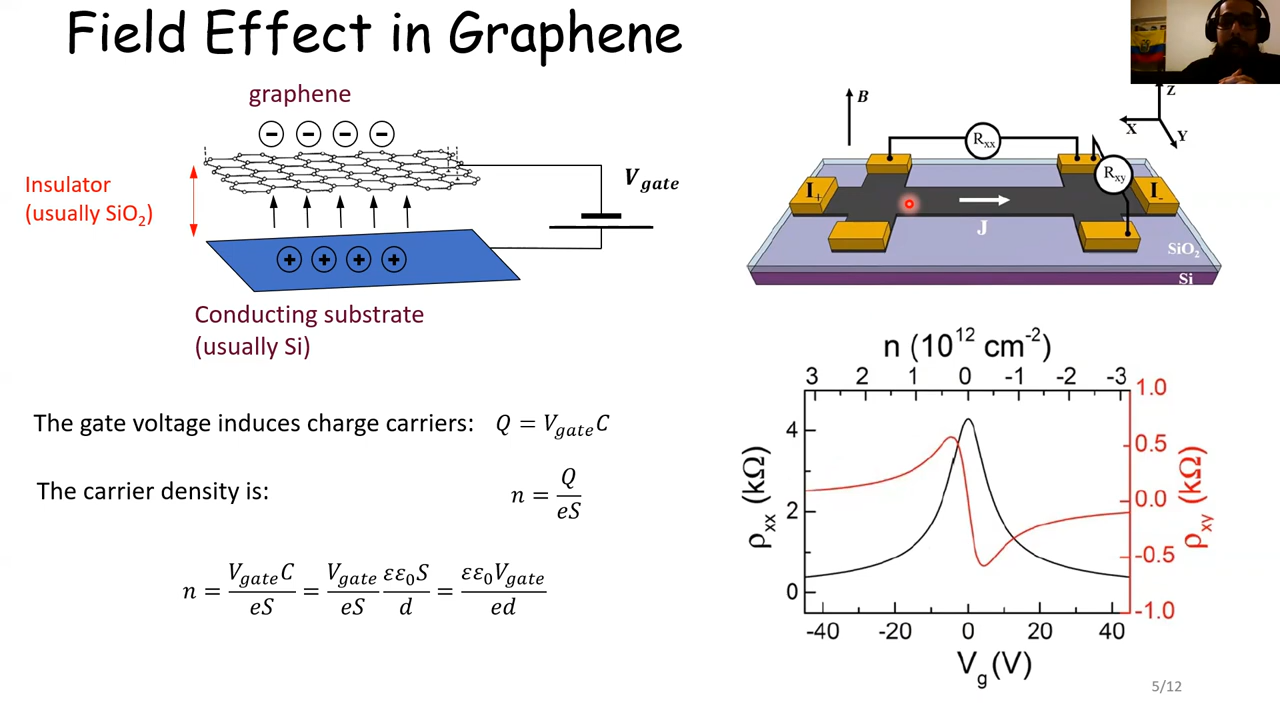 Field Effect in Graphene
graphene
Insulator
(usually SiO₂)
V_gate
Conducting substrate
(usually Si)
The gate voltage induces charge carriers: Q = V_gate C
The carrier density is: n = Q/eS
n = V_gate C/eS = V_gate/eS εε₀S/d = εε₀V_gate/ed
B
Z
X
Y
R_xx
R_xy
I₊
I₋
J
SiO₂
Si
n (10¹² cm⁻²)
3 2 1 0 -1 -2 -3
ρ_xx (kΩ)
4
2
0
1.0
0.5
0.0
-0.5
-1.0
ρ_xy (kΩ)
-40 -20 0 20 40
V_g (V)
5/12